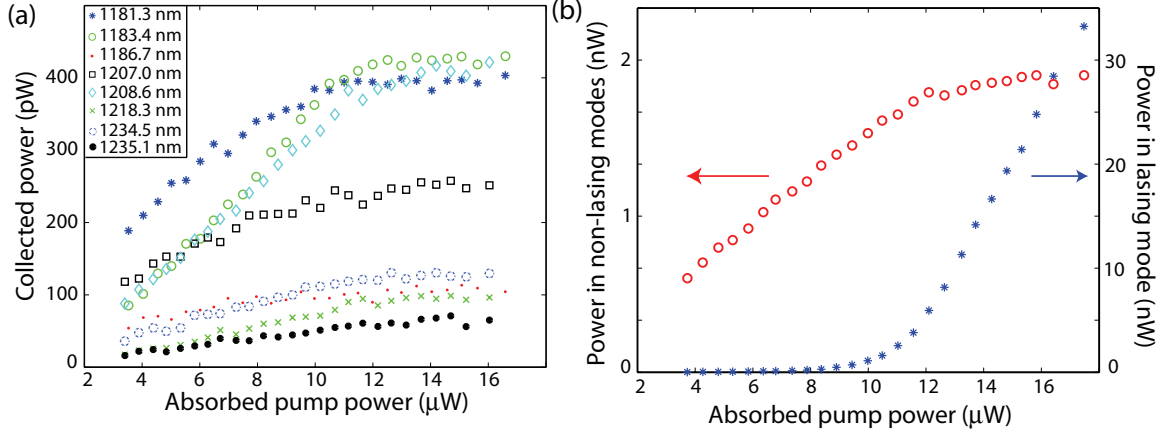 (a)
1181.3 nm
1183.4 nm
1186.7 nm
1207.0 nm
1208.6 nm
1218.3 nm
1234.5 nm
1235.1 nm
Collected power (pW)
400
300
200
100
0
2 4 6 8 10 12 14 16
Absorbed pump power (μW)
(b)
Power in non-lasing modes (nW)
2
1
0
2 4 6 8 10 12 14 16
Absorbed pump power (μW)
30
20
10
0
Power in lasing mode (nW)